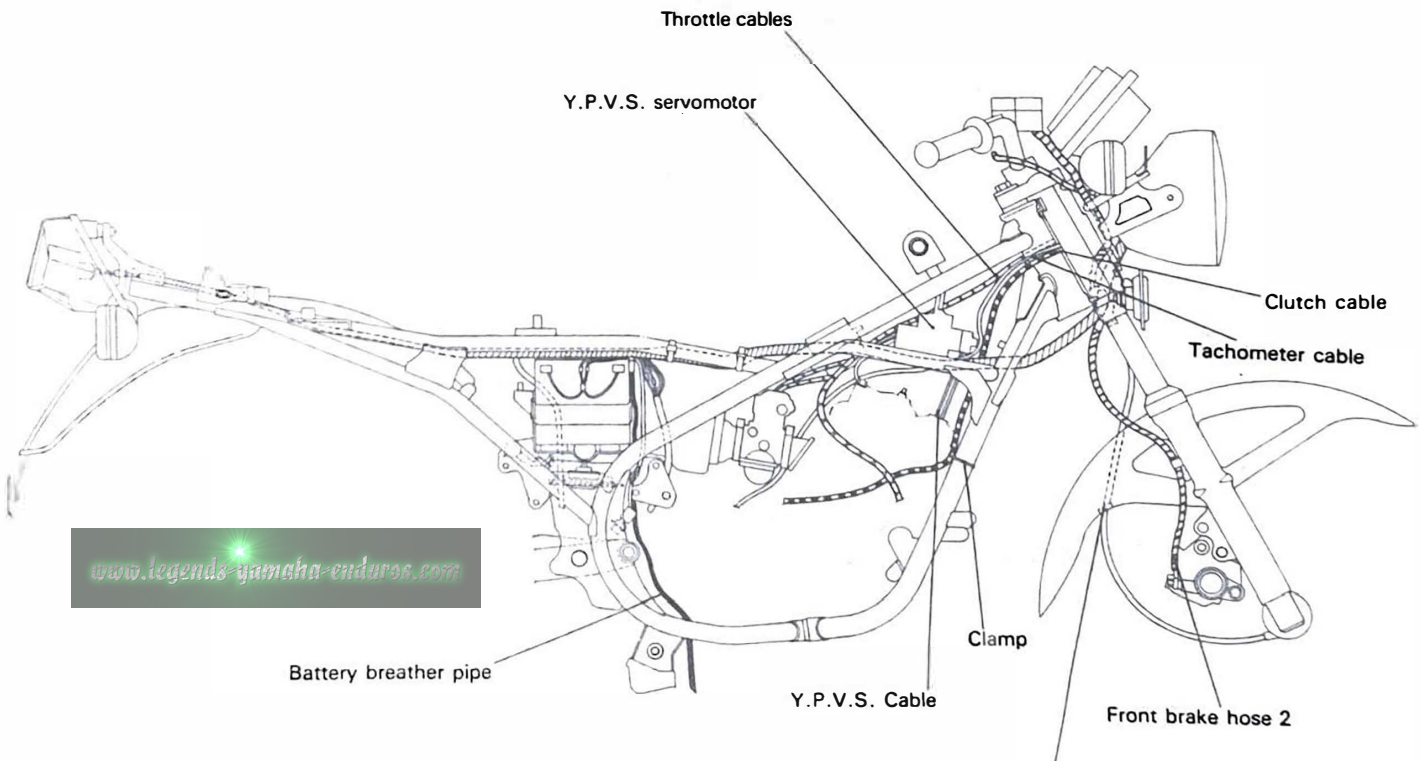 Throttle cables
Y.P.V.S. servomotor
Clutch cable
Tachometer cable
www.legends-yamaha-enduros.com
Clamp
Battery breather pipe
Y.P.V.S. Cable
Front brake hose 2